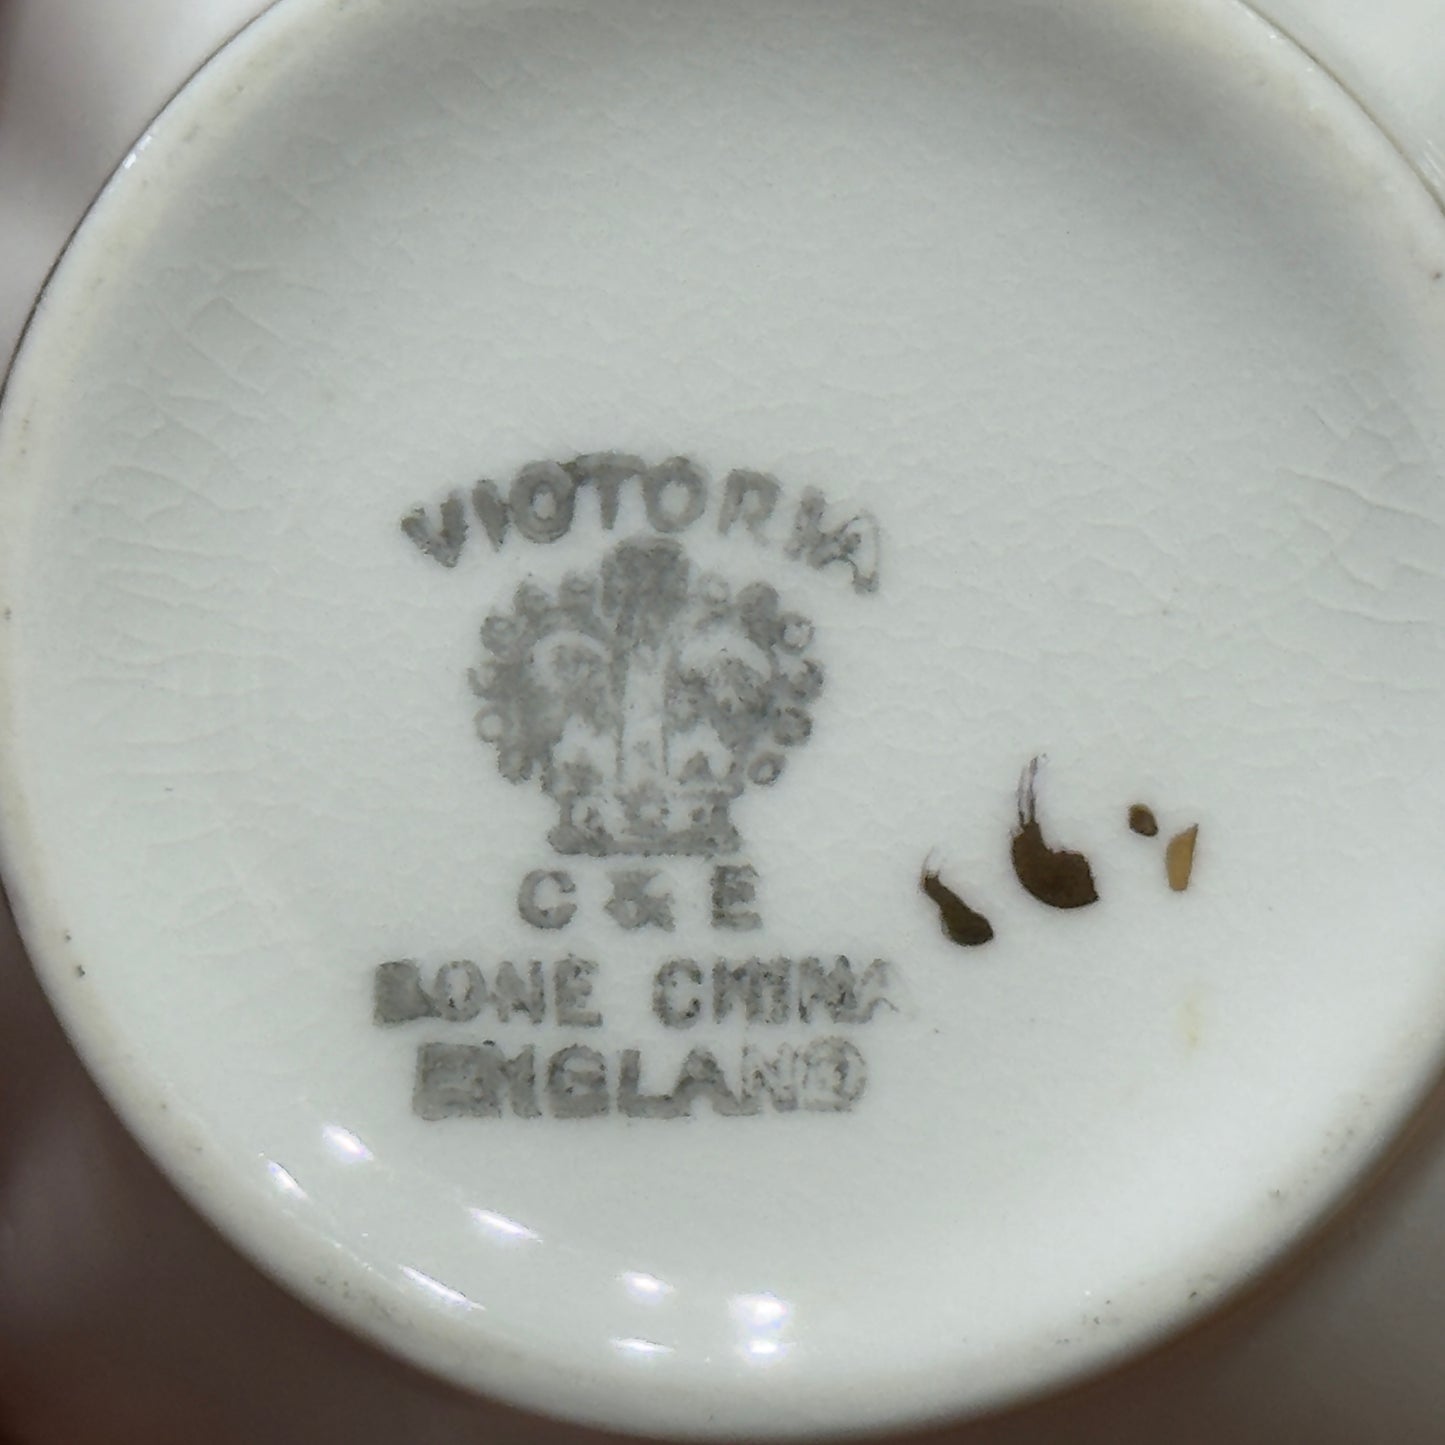 VICTORIA
C & E
BONE CHINA
ENGLAND